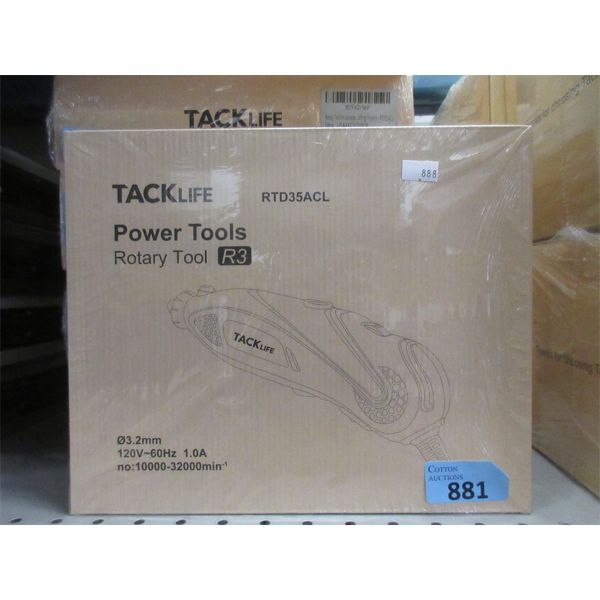 TACKLIFE
TACKLIFE RTD35ACL
888
Power Tools
Rotary Tool R3
TACKLIFE
Ø3.2mm
120V~60Hz 1.0A
no:10000-32000min⁻¹
COTTON
AUCTIONS
881